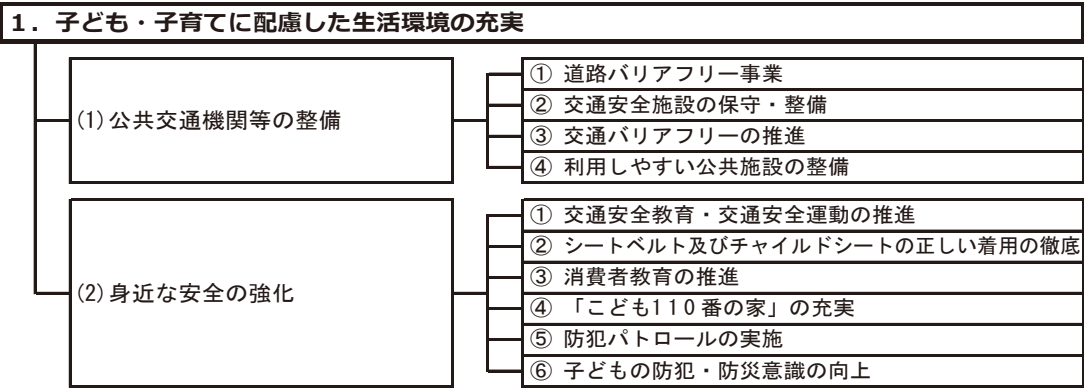 1．子ども・子育てに配慮した生活環境の充実
(1)公共交通機関等の整備
① 道路バリアフリー事業
② 交通安全施設の保守・整備
③ 交通バリアフリーの推進
④ 利用しやすい公共施設の整備
(2)身近な安全の強化
① 交通安全教育・交通安全運動の推進
② シートベルト及びチャイルドシートの正しい着用の徹底
③ 消費者教育の推進
④ 「こども110番の家」の充実
⑤ 防犯パトロールの実施
⑥ 子どもの防犯・防災意識の向上